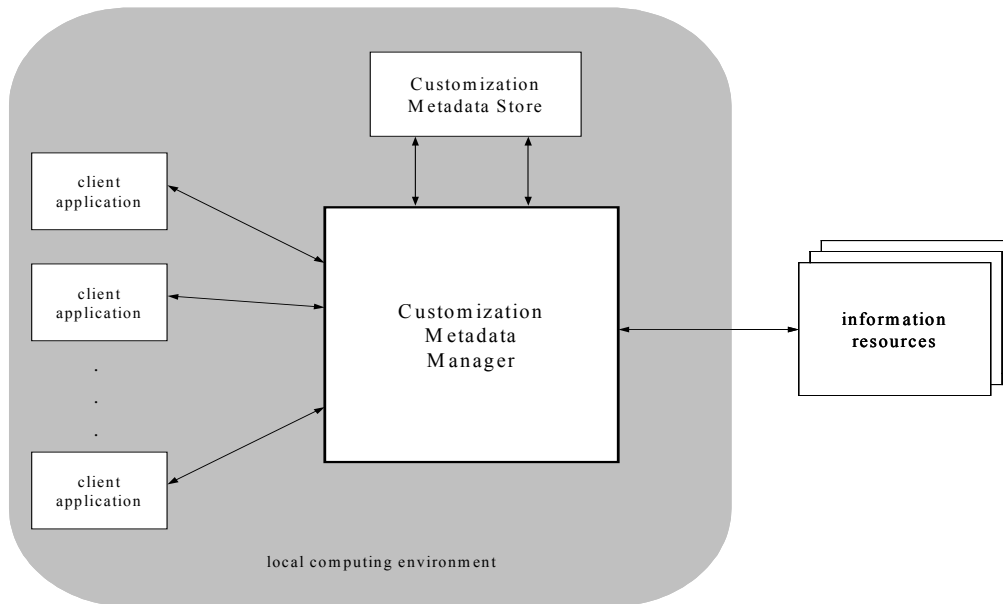 Customization
Metadata Store
client
application
client
application
Customization
Metadata
Manager
information
resources
.
.
.
client
application
local computing environment